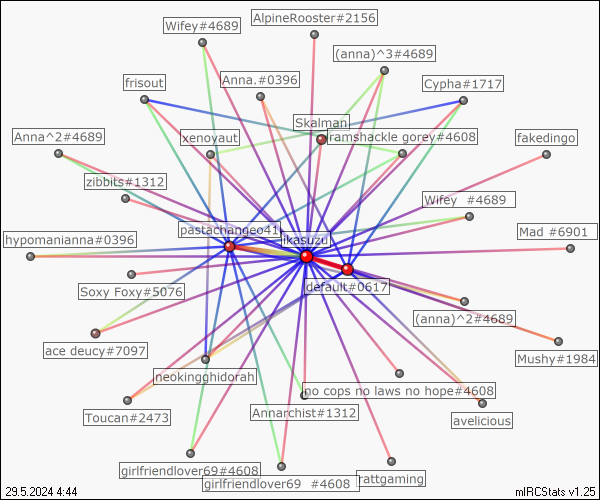 AlpineRooster#2156
Wifey#4689
(anna)^3#4689
frisout
Anna.#0396
Cypha#1717
Skalman
Anna^2#4689
xenoyaut
ramshackle gorey#4608
fakedingo
zibbits#1312
Wifey  #4689
pastachangeo41
ikasuzu
Mad #6901
hypomanianna#0396
Soxy Foxy#5076
default#0617
(anna)^2#4689
ace deucy#7097
Mushy#1984
neokingghidorah
no cops no laws no hope#4608
Toucan#2473
Annarchist#1312
avelicious
girlfriendlover69#4608
girlfriendlover69  #4608
rattgaming
29.5.2024 4:44
mIRCStats v1.25